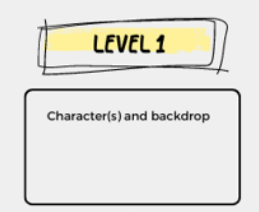 LEVEL 1
Character(s) and backdrop